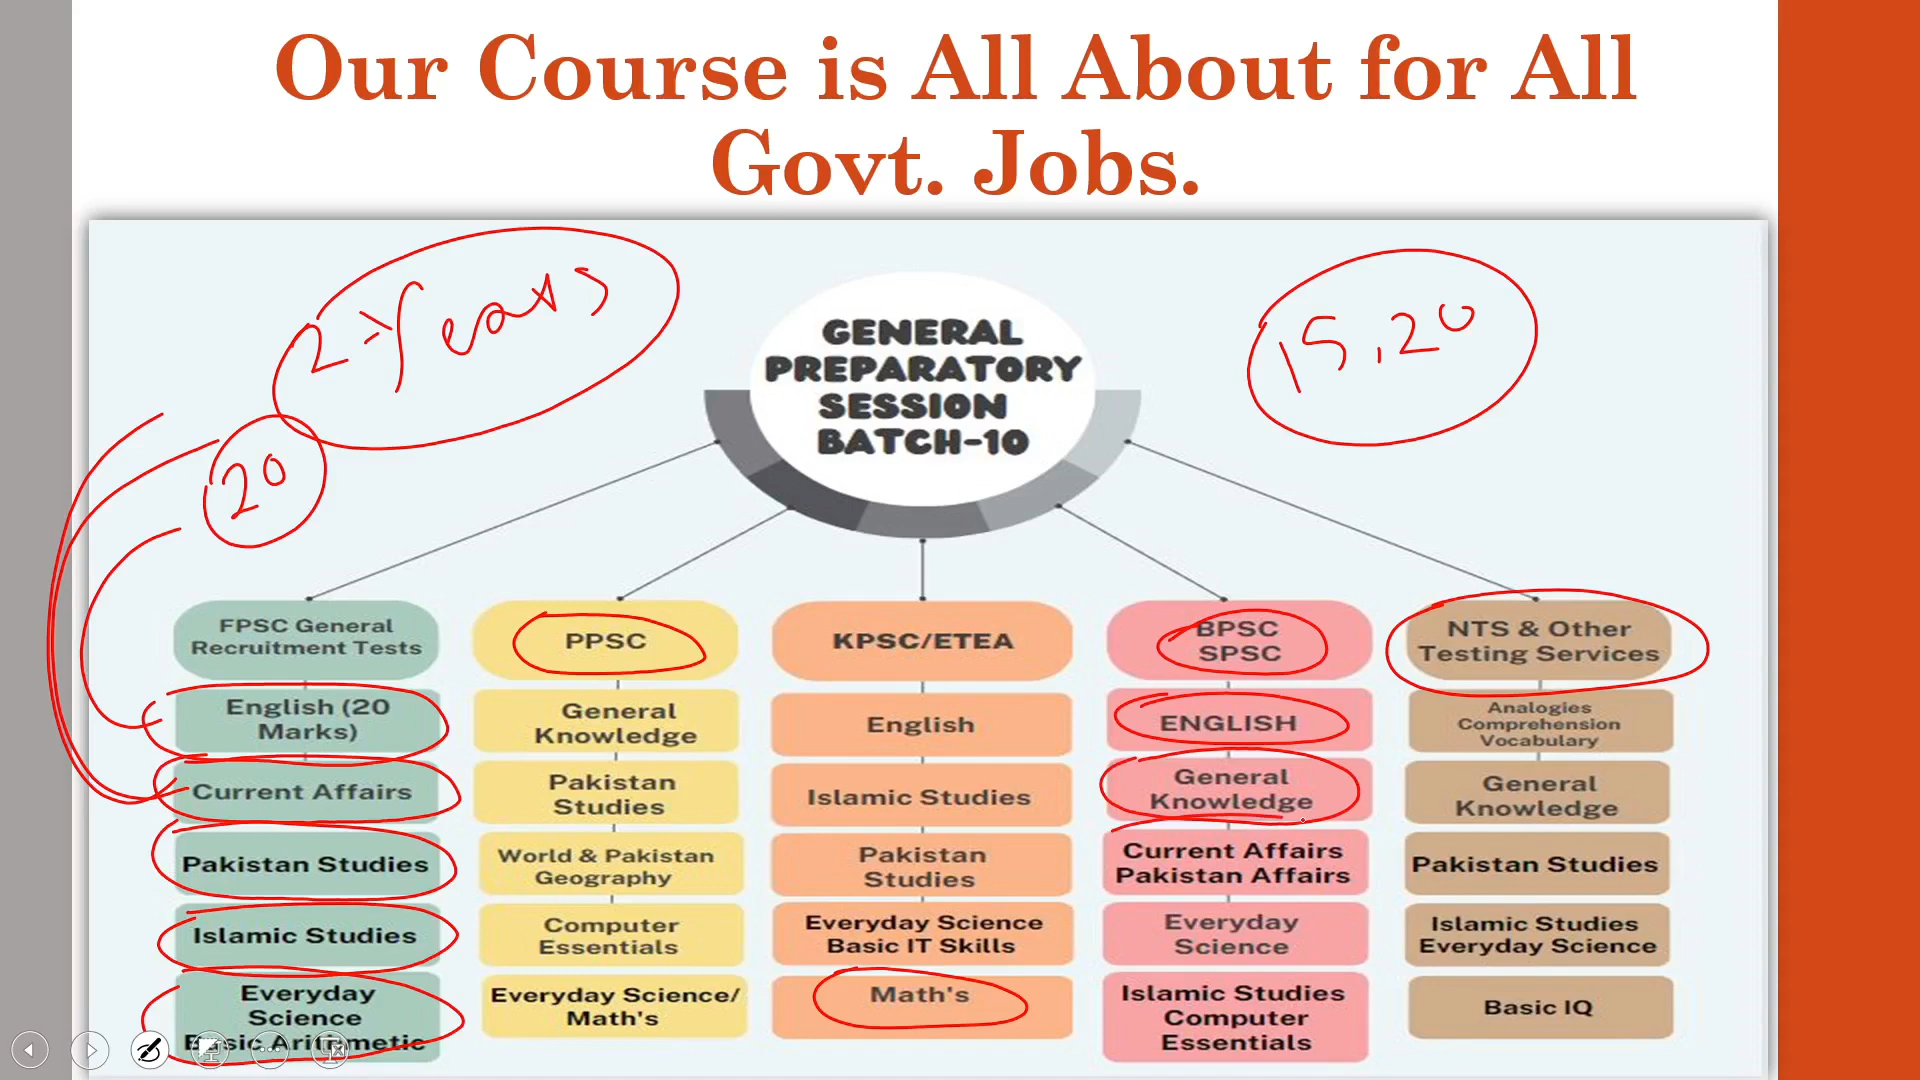 Our Course is All About for All
Govt. Jobs.
2-Years
15,20
20
GENERAL
PREPARATORY
SESSION
BATCH-10
FPSC General
Recruitment Tests
English (20
Marks)
Current Affairs
Pakistan Studies
Islamic Studies
Everyday
Science
Basic Aritmetic
PPSC
General
Knowledge
Pakistan
Studies
World & Pakistan
Geography
Computer
Essentials
Everyday Science/
Math's
KPSC/ETEA
English
Islamic Studies
Pakistan
Studies
Everyday Science
Basic IT Skills
Math's
BPSC
SPSC
ENGLISH
General
Knowledge
Current Affairs
Pakistan Affairs
Everyday
Science
Islamic Studies
Computer
Essentials
NTS & Other
Testing Services
Analogies
Comprehension
Vocabulary
General
Knowledge
Pakistan Studies
Islamic Studies
Everyday Science
Basic IQ